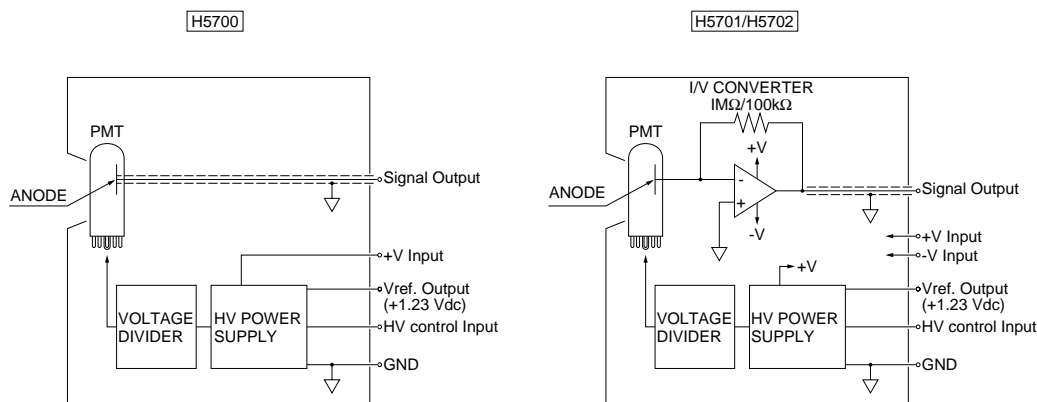 H5700
PMT
ANODE
Signal Output
+V Input
Vref. Output
(+1.23 Vdc)
HV control Input
GND
VOLTAGE
DIVIDER
HV POWER
SUPPLY
H5701/H5702
I/V CONVERTER
IMΩ/100kΩ
PMT
+V
-
+
-V
ANODE
Signal Output
+V Input
-V Input
+V
Vref. Output
(+1.23 Vdc)
HV control Input
GND
VOLTAGE
DIVIDER
HV POWER
SUPPLY